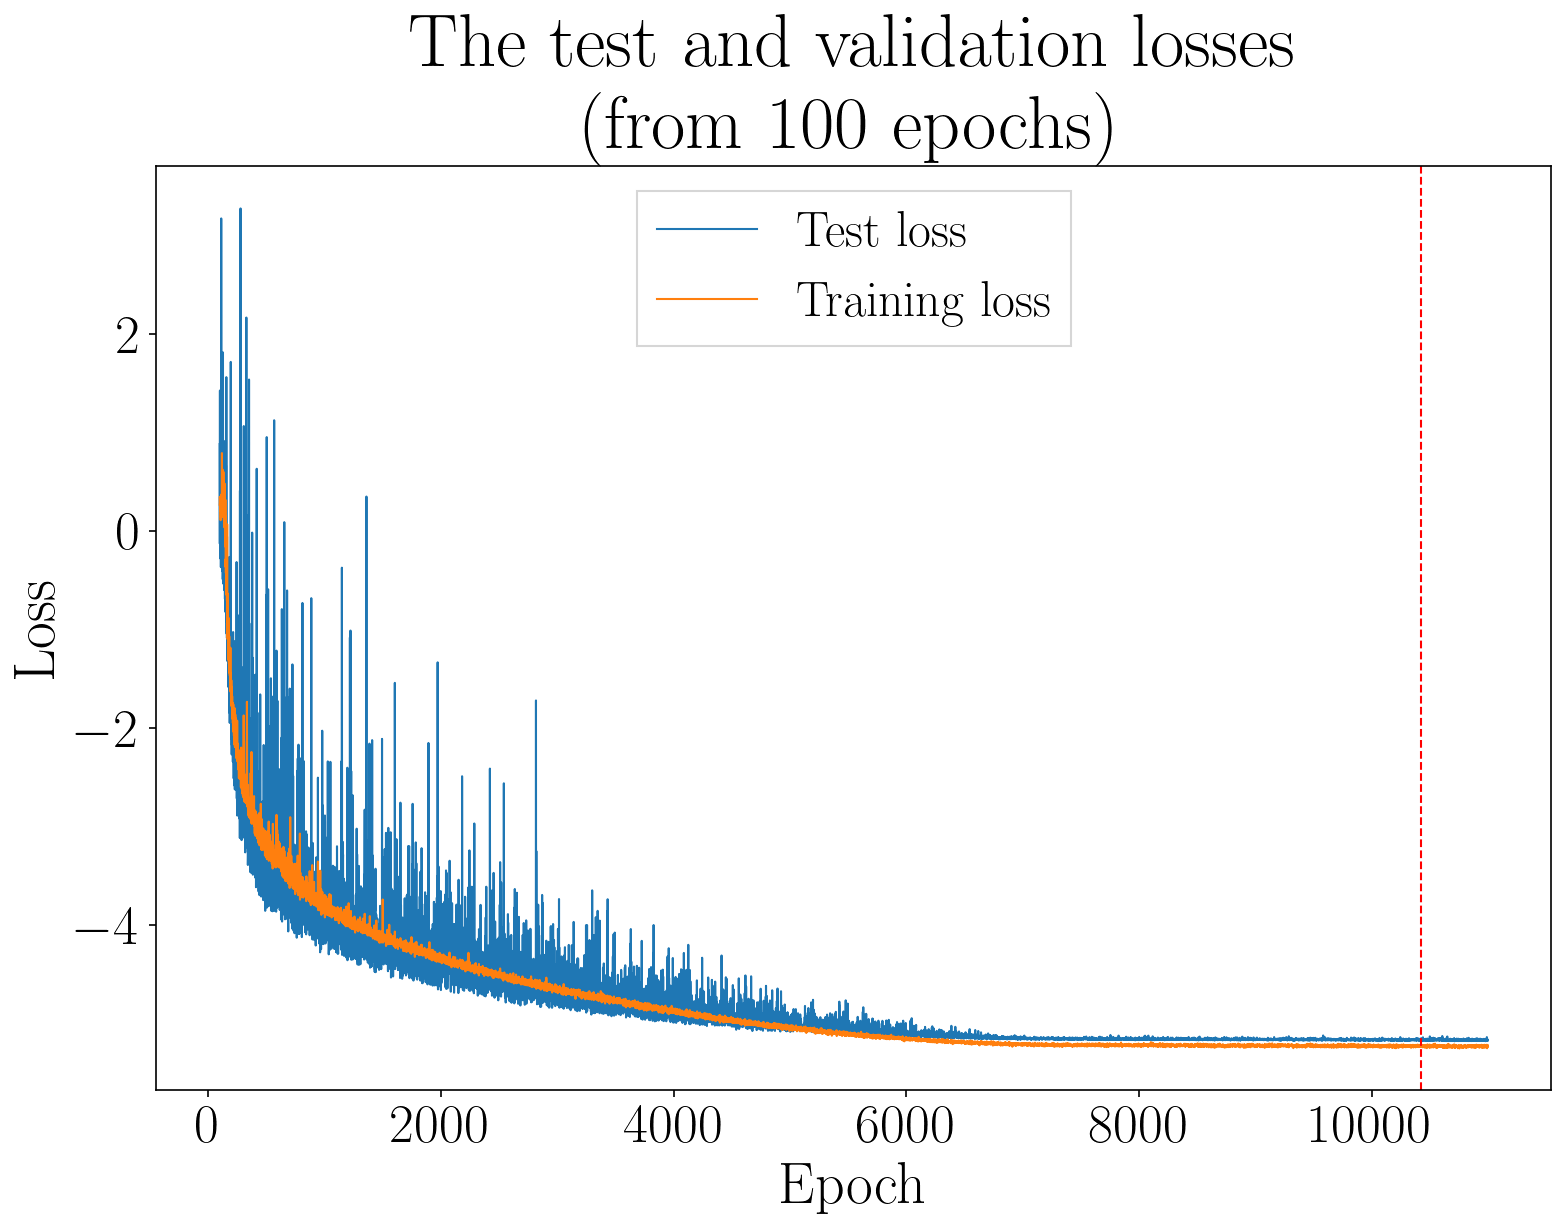 The test and validation losses
(from 100 epochs)
Test loss
Training loss
2
0
−2
−4
Loss
0
2000
4000
6000
8000
10000
Epoch